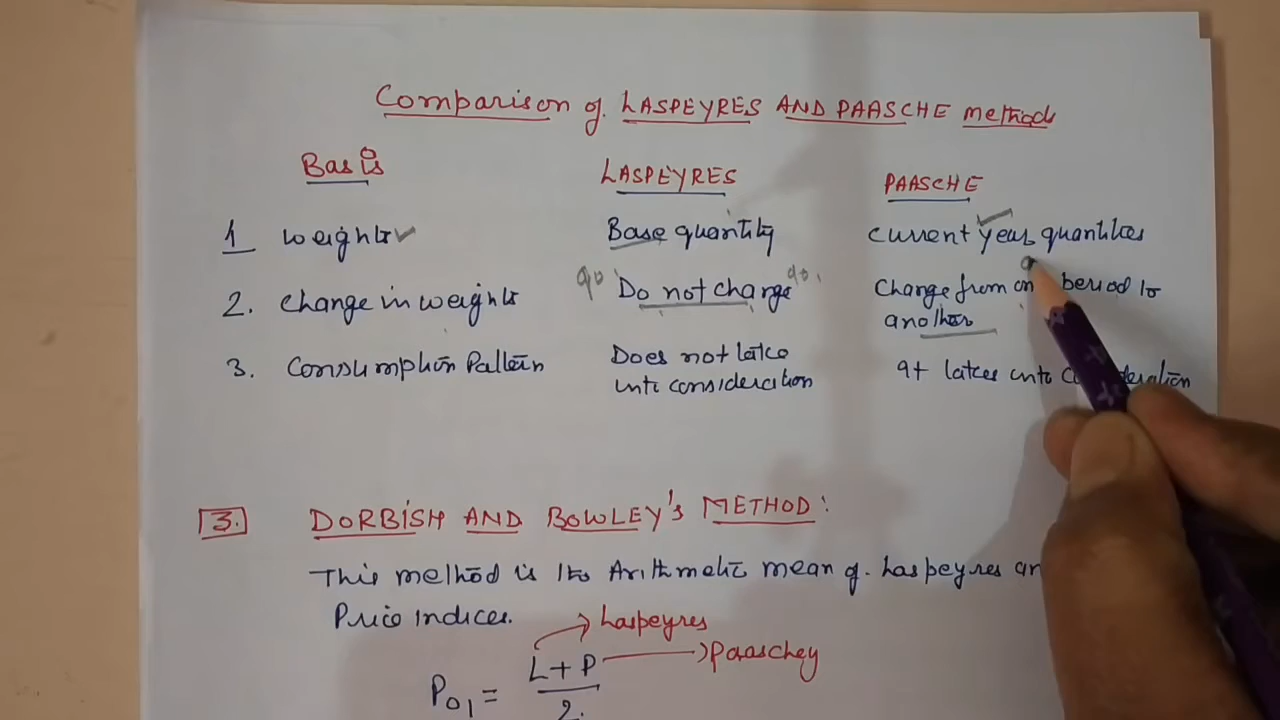 Comparison of LASPEYRES AND PAASCHE methods
Basis LASPEYRES PAASCHE
1 weights Base quantity current year quantities
2. Change in weights q0 Do not change q0. Change from one period to
another
3. Consumption Pattern Does not take
into consideration It takes into consideration
3. DORBISH AND BOWLEY'S METHOD:
This method is the Arithmetic mean of Laspeyres
Price indices.
Laspeyres
L+P Paaschey
P01 =
2.